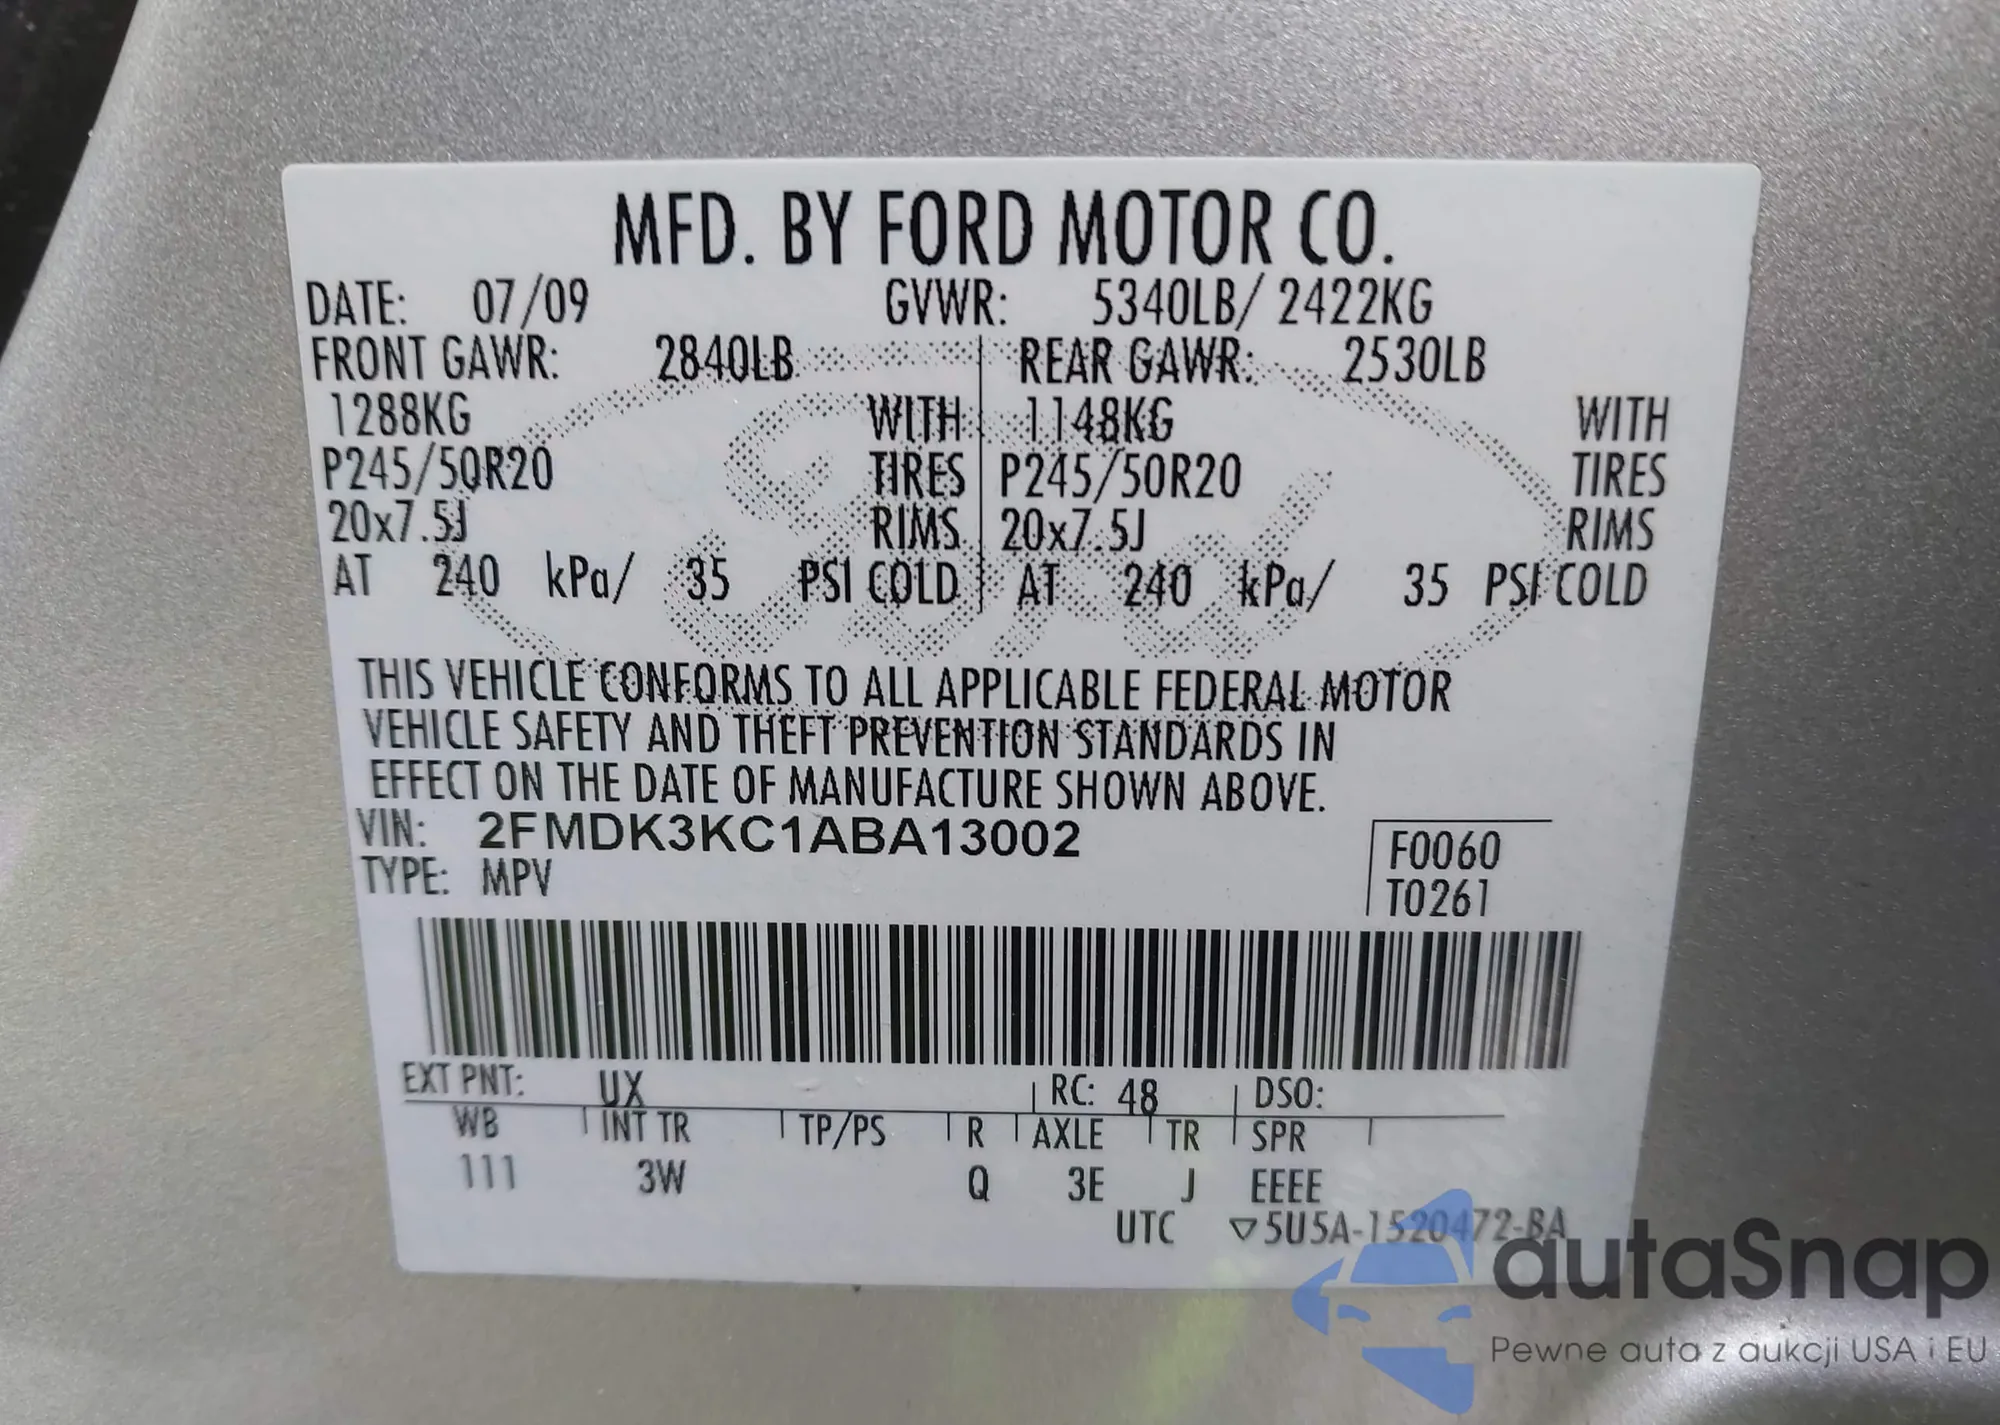 MFD. BY FORD MOTOR CO.
DATE: 07/09 GVWR: 5340LB/ 2422KG
FRONT GAWR: 2840LB REAR GAWR: 2530LB
1288KG WITH 1148KG WITH
P245/50R20 TIRES P245/50R20 TIRES
20x7.5J RIMS 20x7.5J RIMS
AT 240 kPa/ 35 PSI COLD AT 240 kPa/ 35 PSI COLD
THIS VEHICLE CONFORMS TO ALL APPLICABLE FEDERAL MOTOR
VEHICLE SAFETY AND THEFT PREVENTION STANDARDS IN
EFFECT ON THE DATE OF MANUFACTURE SHOWN ABOVE.
VIN: 2FMDK3KC1ABA13002 F0060
TYPE: MPV T0261
EXT PNT: UX RC: 48 DSO:
WB INT TR TP/PS R AXLE TR SPR
111 3W Q 3E J EEEE
UTC ▽5U5A-1520472-BA
autaSnap
Pewne auta z aukcji USA i EU